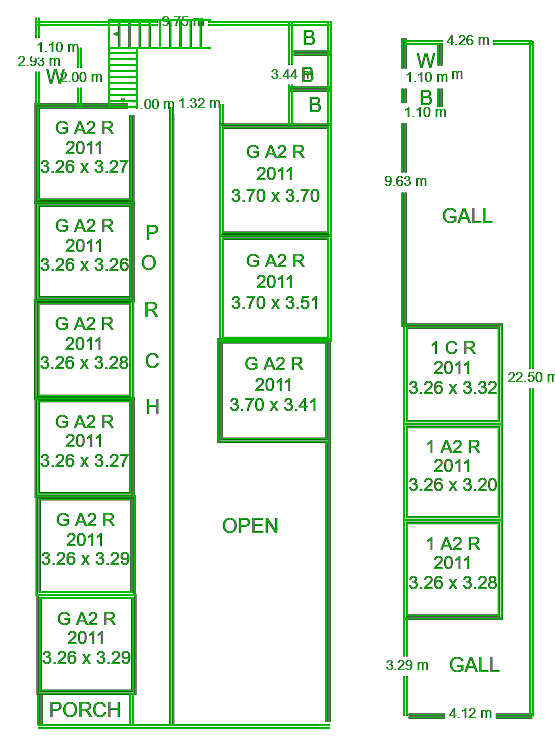 9.75 m
1.10 m
2.93 m
W
2.00 m
B
3.44 m
B
B
1.00 m
1.32 m
G A2 R
2011
3.26 x 3.27
G A2 R
2011
3.26 x 3.26
G A2 R
2011
3.26 x 3.28
G A2 R
2011
3.26 x 3.27
G A2 R
2011
3.26 x 3.29
G A2 R
2011
3.26 x 3.29
PORCH
P
O
R
C
H
G A2 R
2011
3.70 x 3.70
G A2 R
2011
3.70 x 3.51
G A2 R
2011
3.70 x 3.41
OPEN
4.26 m
W
1.10 m
m
B
1.10 m
9.63 m
GALL
1 C R
2011
3.26 x 3.32
22.50 m
1 A2 R
2011
3.26 x 3.20
1 A2 R
2011
3.26 x 3.28
3.29 m
GALL
4.12 m